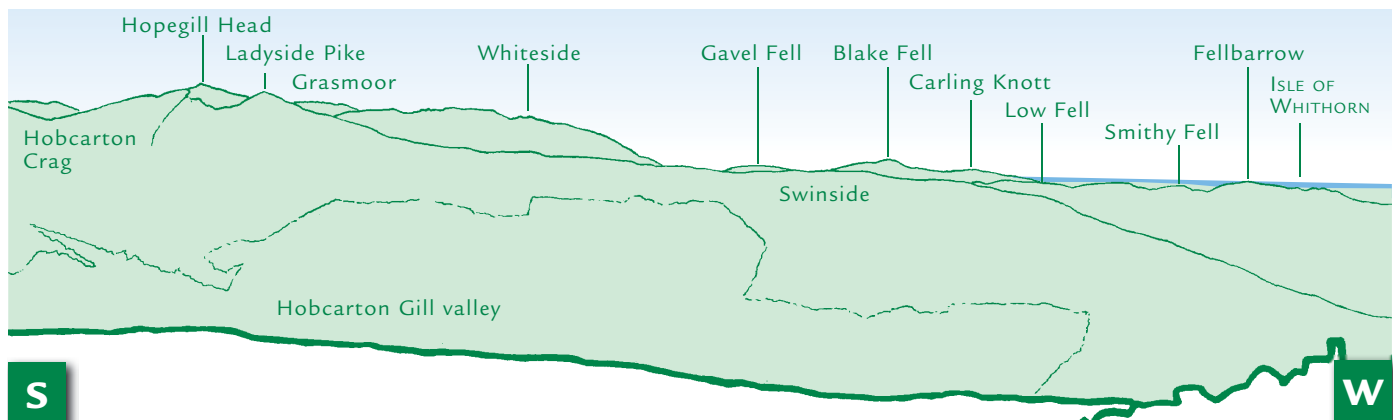 Hopegill Head
Ladyside Pike
Grasmoor
Whiteside
Gavel Fell
Blake Fell
Carling Knott
Low Fell
Smithy Fell
Fellbarrow
ISLE OF
WHITHORN
Hobcarton
Crag
Swinside
Hobcarton Gill valley
S
W